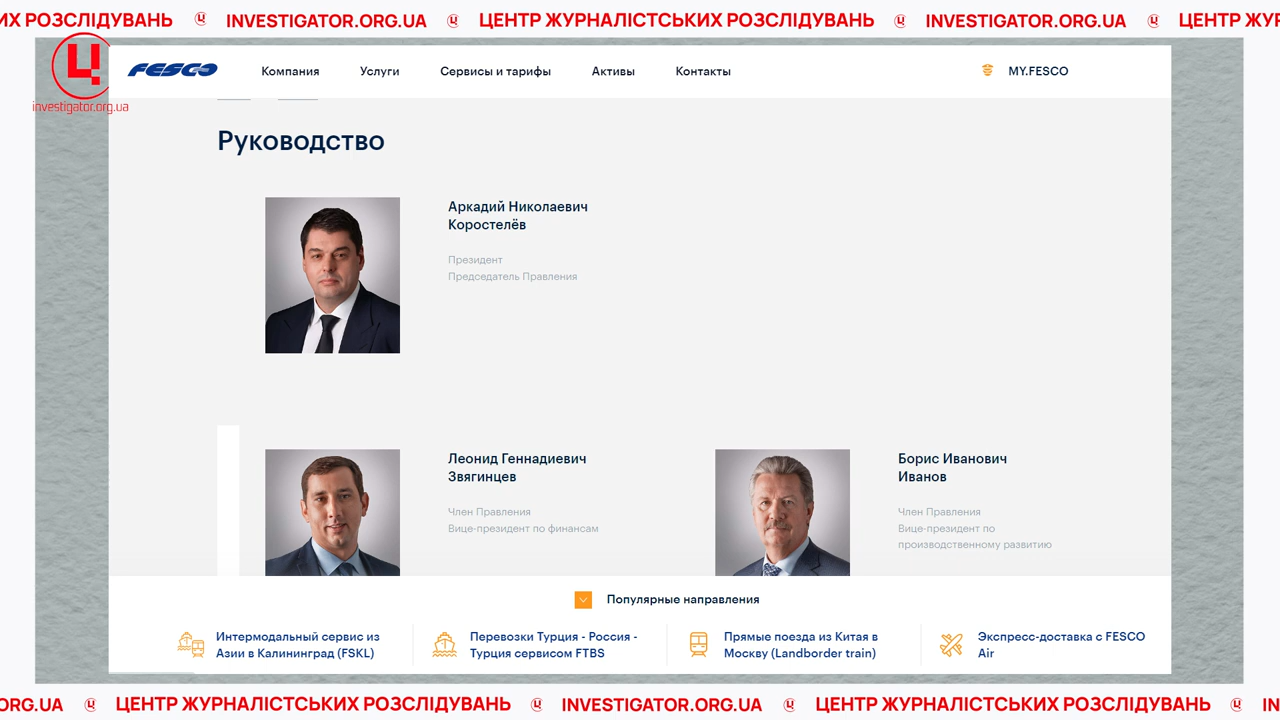 ИХ РОЗСЛІДУВАНЬ INVESTIGATOR.ORG.UA ЦЕНТР ЖУРНАЛІСТСЬКИХ РОЗСЛІДУВАНЬ INVESTIGATOR.ORG.UA ЦЕНТР ЖУР
Ц
investigator.org.ua
FESCO Компания Услуги Сервисы и тарифы Активы Контакты MY.FESCO
Руководство
Аркадий Николаевич
Коростелёв
Президент
Председатель Правления
Леонид Геннадиевич
Звягинцев
Член Правления
Вице-президент по финансам
Борис Иванович
Иванов
Член Правления
Вице-президент по
производственному развитию
Популярные направления
Интермодальный сервис из
Азии в Калининград (FSKL)
Перевозки Турция - Россия -
Турция сервисом FTBS
Прямые поезда из Китая в
Москву (Landborder train)
Экспресс-доставка с FESCO
Air
ORG.UA ЦЕНТР ЖУРНАЛІСТСЬКИХ РОЗСЛІДУВАНЬ INVESTIGATOR.ORG.UA ЦЕНТР ЖУРНАЛІСТСЬКИХ РОЗСЛІДУВАНЬ IN